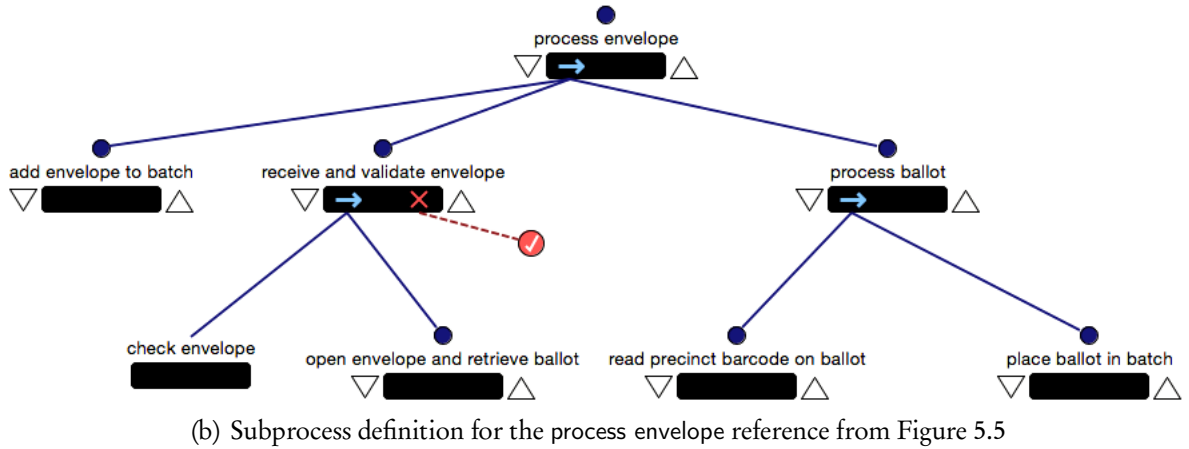 process envelope
add envelope to batch
receive and validate envelope
process ballot
check envelope
open envelope and retrieve ballot
read precinct barcode on ballot
place ballot in batch
(b) Subprocess definition for the process envelope reference from Figure 5.5